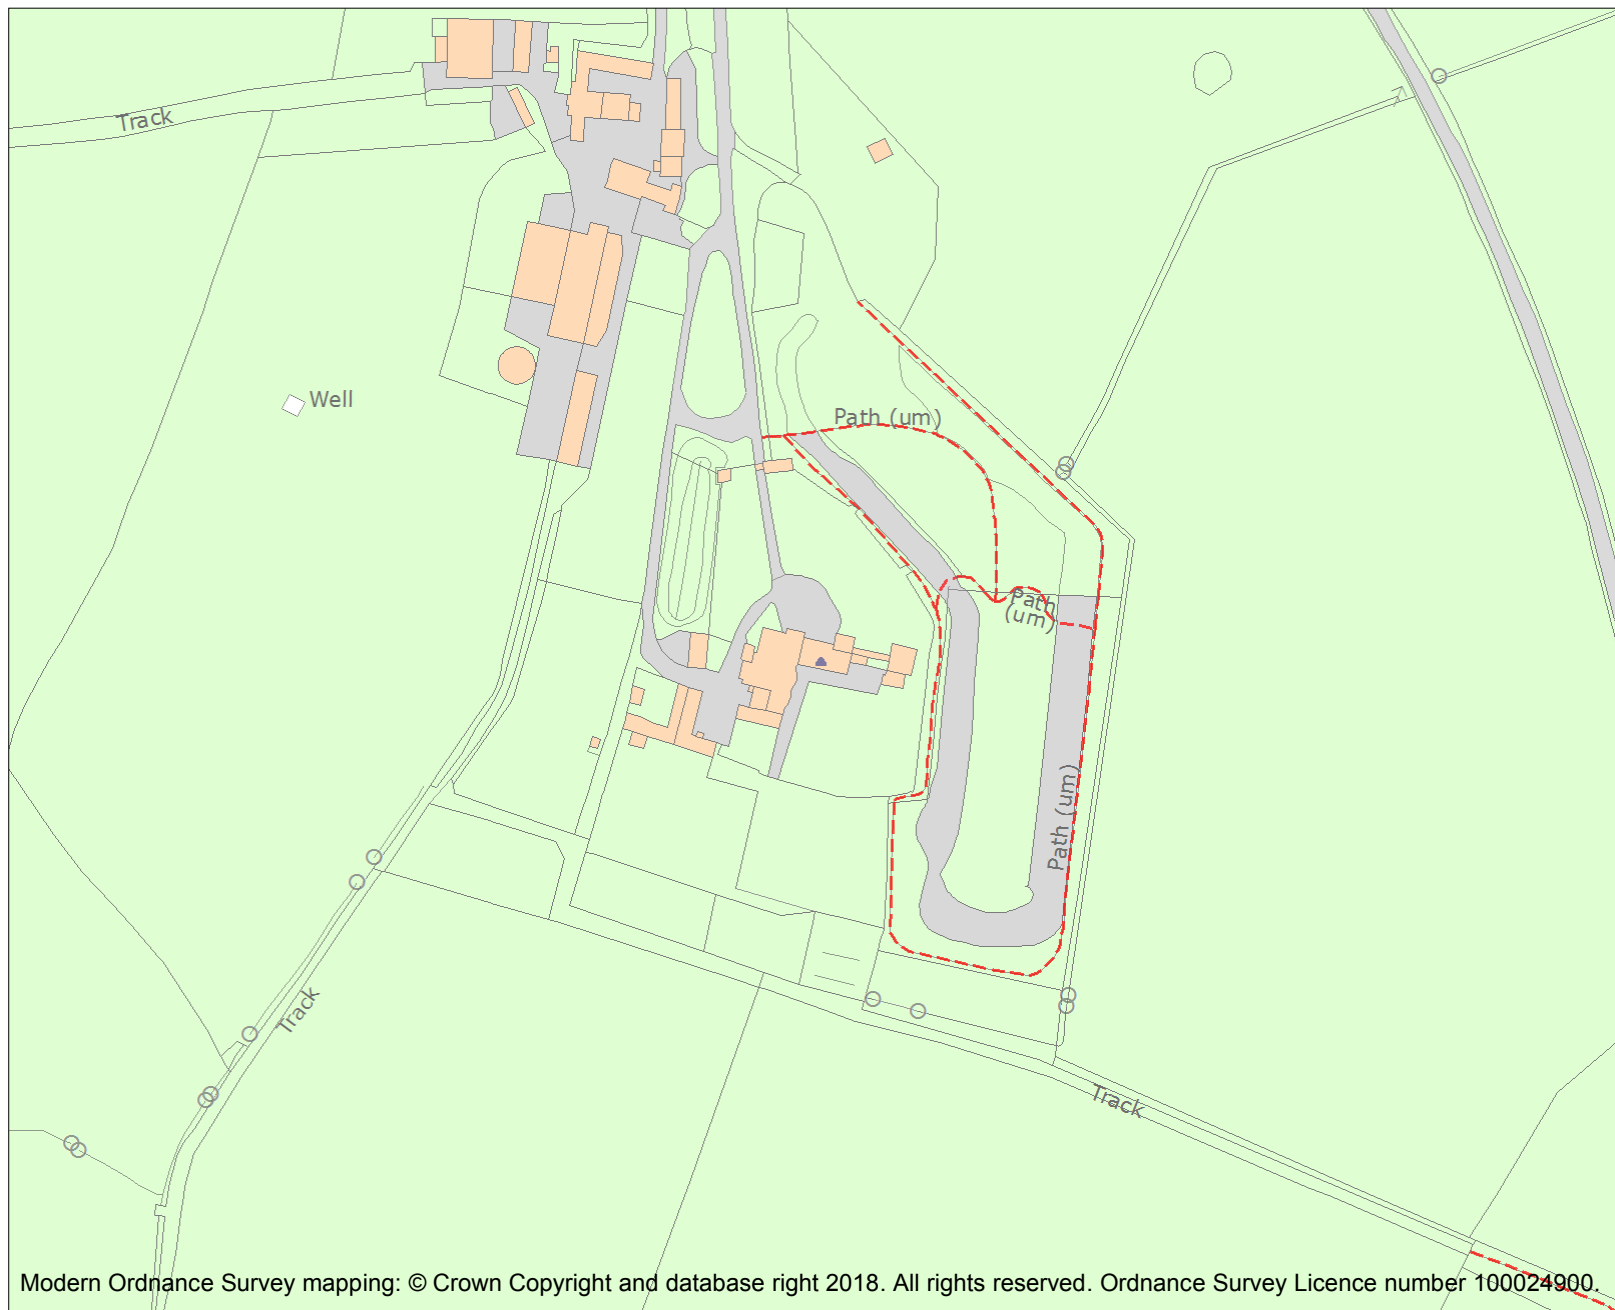 Track
Well
Path (um)
Path
(um)
Path (um)
Track
Track
Modern Ordnance Survey mapping: © Crown Copyright and database right 2018. All rights reserved. Ordnance Survey Licence number 100024900.